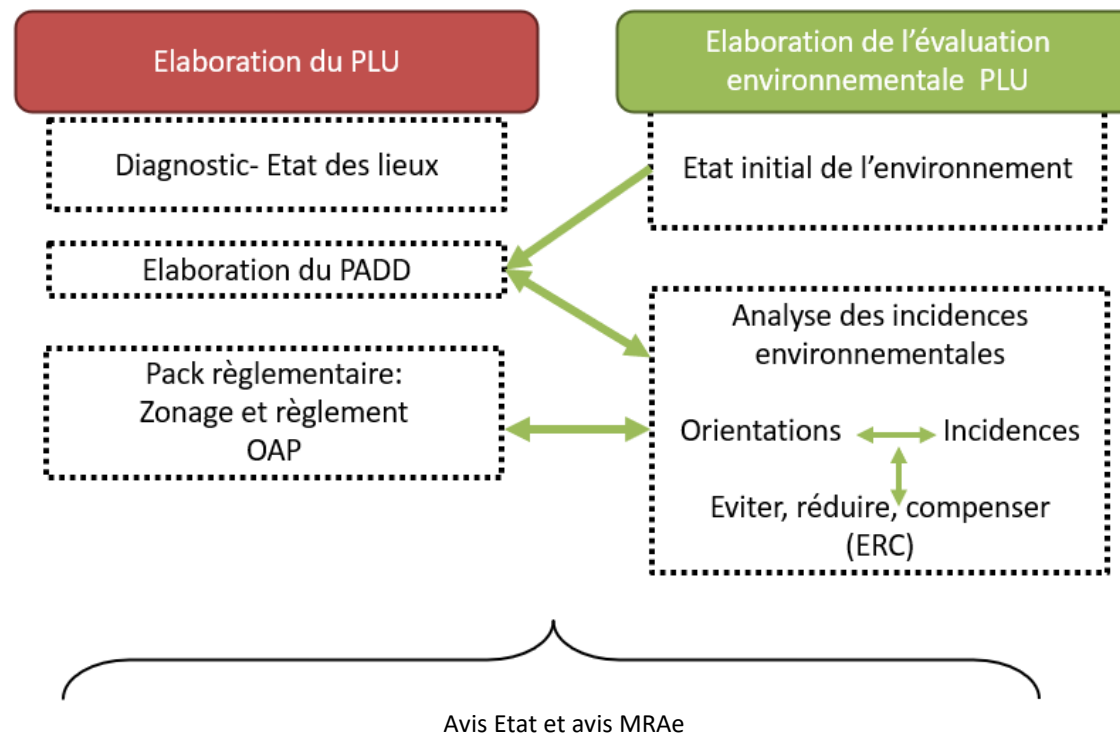 Elaboration du PLU
Elaboration de l'évaluation
environnementale PLU
Diagnostic- Etat des lieux
Etat initial de l'environnement
Elaboration du PADD
Analyse des incidences
environnementales
Pack règlementaire:
Zonage et règlement
OAP
Orientations
Incidences
Eviter, réduire, compenser
(ERC)
Avis Etat et avis MRAe